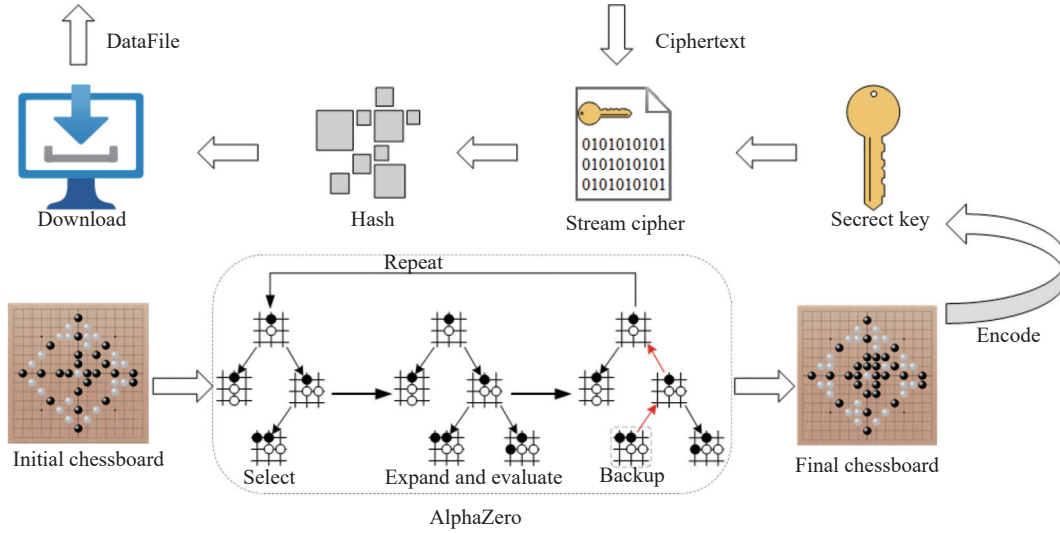 DataFile
Ciphertext
0101010101
0101010101
0101010101
Download
Hash
Stream cipher
Secrect key
Repeat
Encode
Initial chessboard
Select
Expand and evaluate
Backup
Final chessboard
AlphaZero